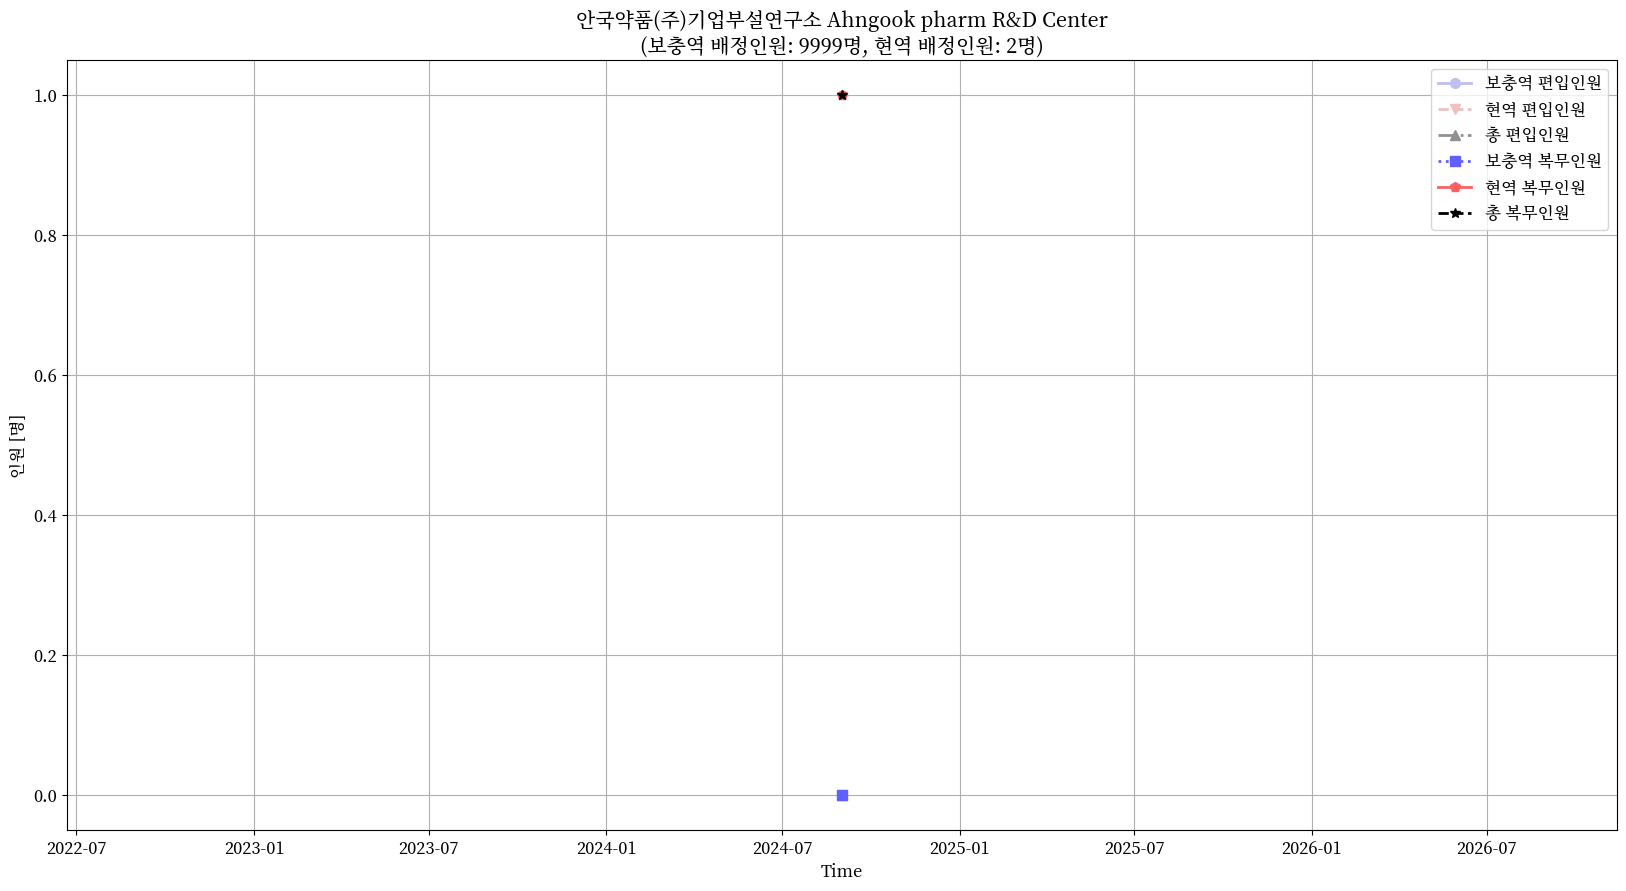 안국약품(주)기업부설연구소 Ahngook pharm R&D Center
(보충역 배정인원: 9999명, 현역 배정인원: 2명)
보충역 편입인원
현역 편입인원
총 편입인원
보충역 복무인원
현역 복무인원
총 복무인원
1.0
0.8
0.6
0.4
0.2
0.0
인원 [명]
2022-07 2023-01 2023-07 2024-01 2024-07 2025-01 2025-07 2026-01 2026-07
Time